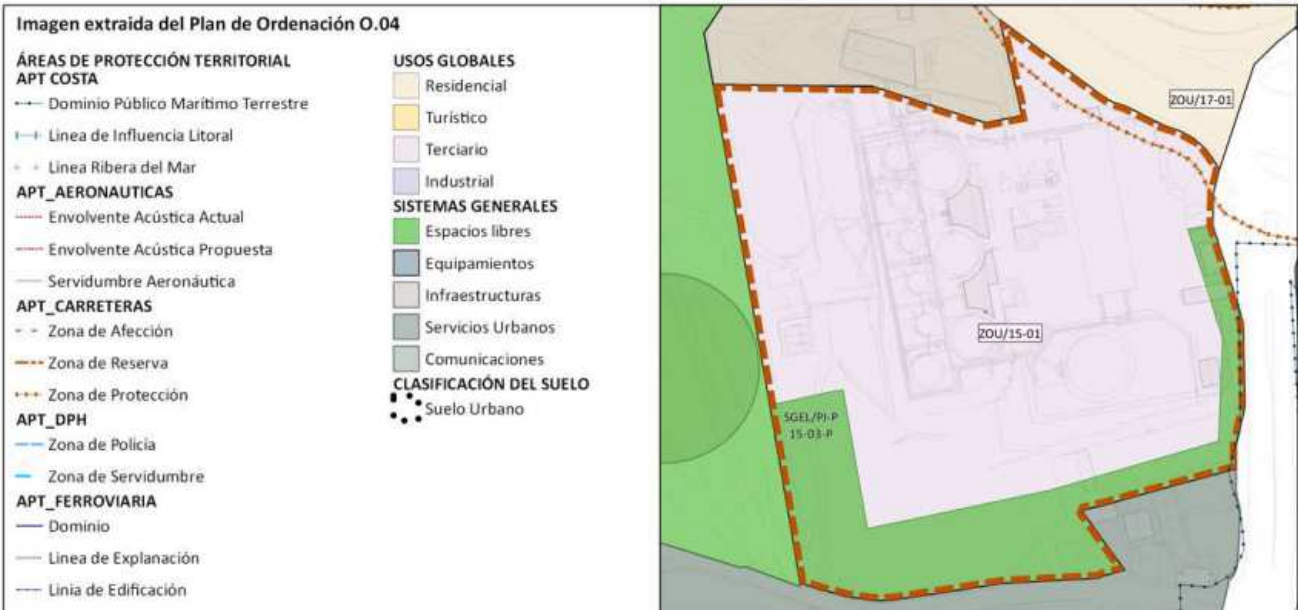 Imagen extraida del Plan de Ordenación O.04
ÁREAS DE PROTECCIÓN TERRITORIAL
APT COSTA
Dominio Público Marítimo Terrestre
Linea de Influencia Litoral
Linea Ribera del Mar
APT_AERONAUTICAS
Envolvente Acústica Actual
Envolvente Acústica Propuesta
Servidumbre Aeronáutica
APT_CARRETERAS
Zona de Afección
Zona de Reserva
Zona de Protección
APT_DPH
Zona de Policía
Zona de Servidumbre
APT_FERROVIARIA
Dominio
Linea de Explanación
Linia de Edificación
USOS GLOBALES
Residencial
Turístico
Terciario
Industrial
SISTEMAS GENERALES
Espacios libres
Equipamientos
Infraestructuras
Servicios Urbanos
Comunicaciones
CLASIFICACIÓN DEL SUELO
Suelo Urbano
ZOU/17-01
ZOU/15-01
SGEL/PJ-P
15-03-P